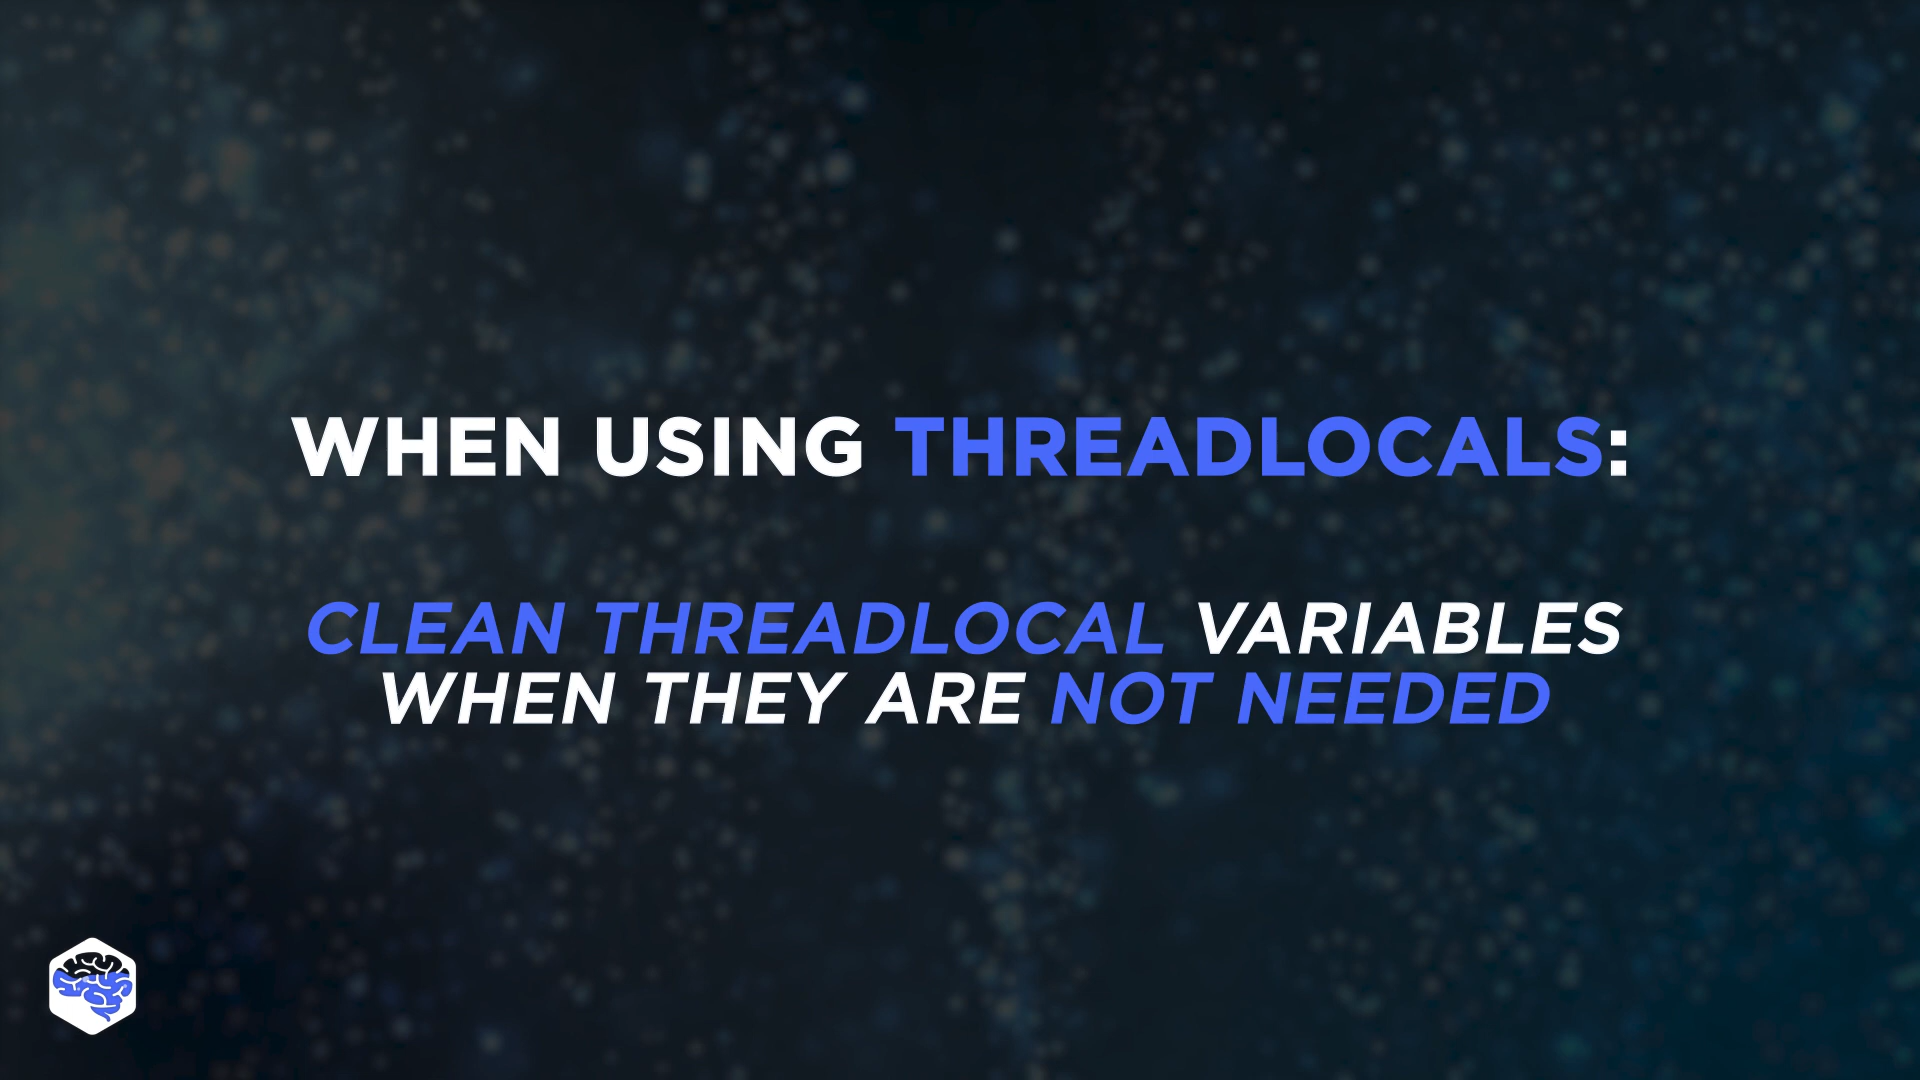 WHEN USING THREADLOCALS:
CLEAN THREADLOCAL VARIABLES
WHEN THEY ARE NOT NEEDED